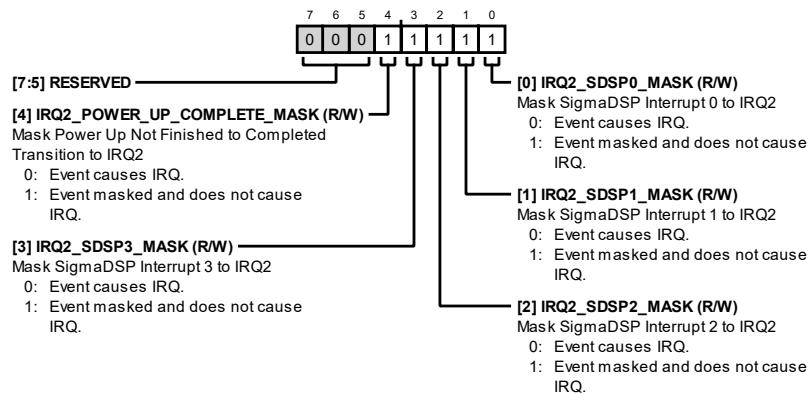 7 6 5 4 3 2 1 0
0 0 0 1 1 1 1 1
[7:5] RESERVED
[4] IRQ2_POWER_UP_COMPLETE_MASK (R/W)
Mask Power Up Not Finished to Completed
Transition to IRQ2
0: Event causes IRQ.
1: Event masked and does not cause
IRQ.
[3] IRQ2_SDSP3_MASK (R/W)
Mask SigmaDSP Interrupt 3 to IRQ2
0: Event causes IRQ.
1: Event masked and does not cause
IRQ.
[0] IRQ2_SDSP0_MASK (R/W)
Mask SigmaDSP Interrupt 0 to IRQ2
0: Event causes IRQ.
1: Event masked and does not cause
IRQ.
[1] IRQ2_SDSP1_MASK (R/W)
Mask SigmaDSP Interrupt 1 to IRQ2
0: Event causes IRQ.
1: Event masked and does not cause
IRQ.
[2] IRQ2_SDSP2_MASK (R/W)
Mask SigmaDSP Interrupt 2 to IRQ2
0: Event causes IRQ.
1: Event masked and does not cause
IRQ.